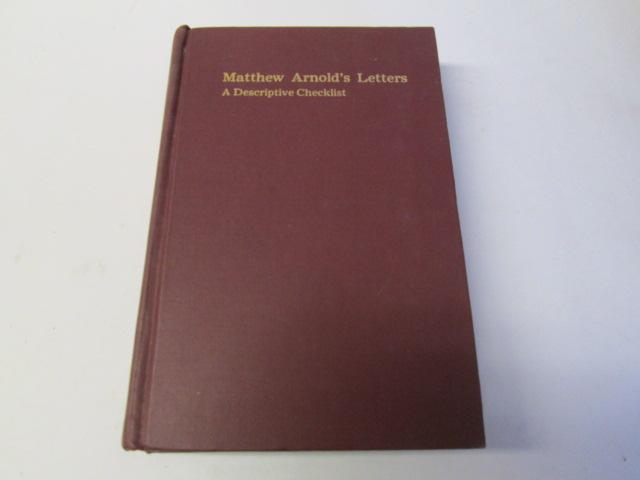 Matthew Arnold's Letters
A Descriptive Checklist